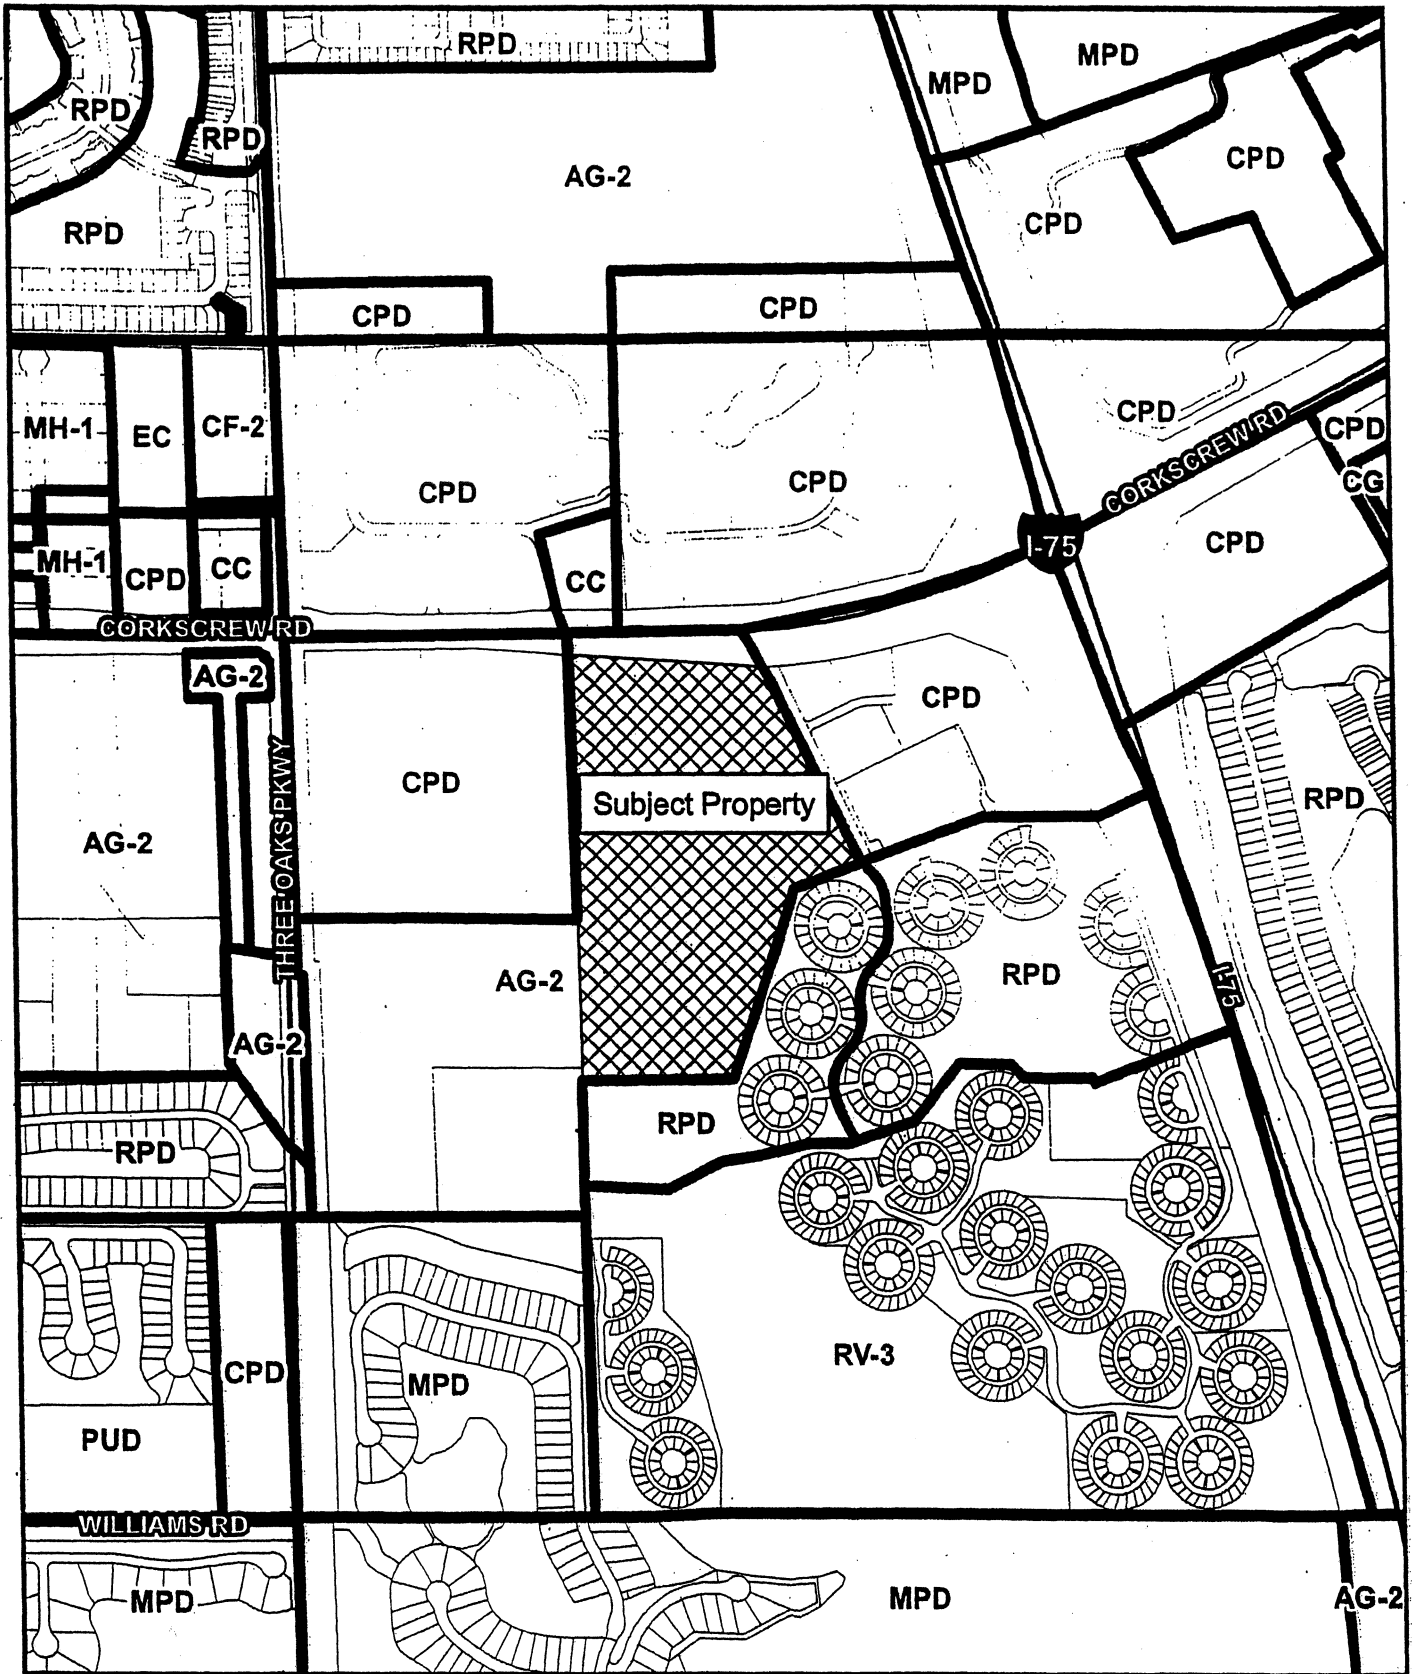 RPD
MPD
MPD
RPD
RPD
CPD
AG-2
RPD
CPD
CPD
CPD
CPD
MH-1
EC
CF-2
CPD
CPD
CORKSCREW RD
CPD
CG
CPD
CPD
I-75
CPD
MH-1
CPD
CC
CC
CORKSCREW RD
AG-2
CPD
THREE OAKS PKWY
CPD
Subject Property
RPD
AG-2
AG-2
RPD
I-75
AG-2
RPD
RPD
RV-3
CPD
MPD
PUD
WILLIAMS RD
MPD
MPD
AG-2